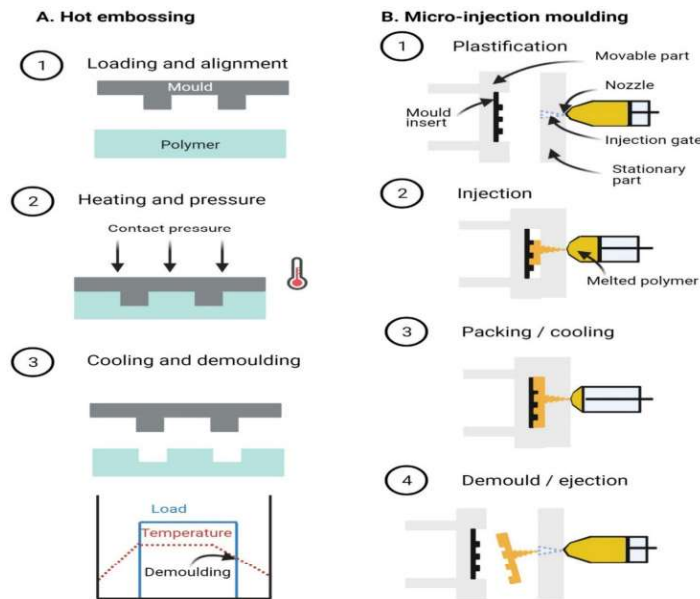 A. Hot embossing
1
Loading and alignment
Mould
Polymer
2
Heating and pressure
Contact pressure
3
Cooling and demoulding
Load
Temperature
Demoulding
B. Micro-injection moulding
1
Plastification
Movable part
Nozzle
Mould
insert
Injection gate
Stationary
part
2
Injection
Melted polymer
3
Packing / cooling
4
Demould / ejection